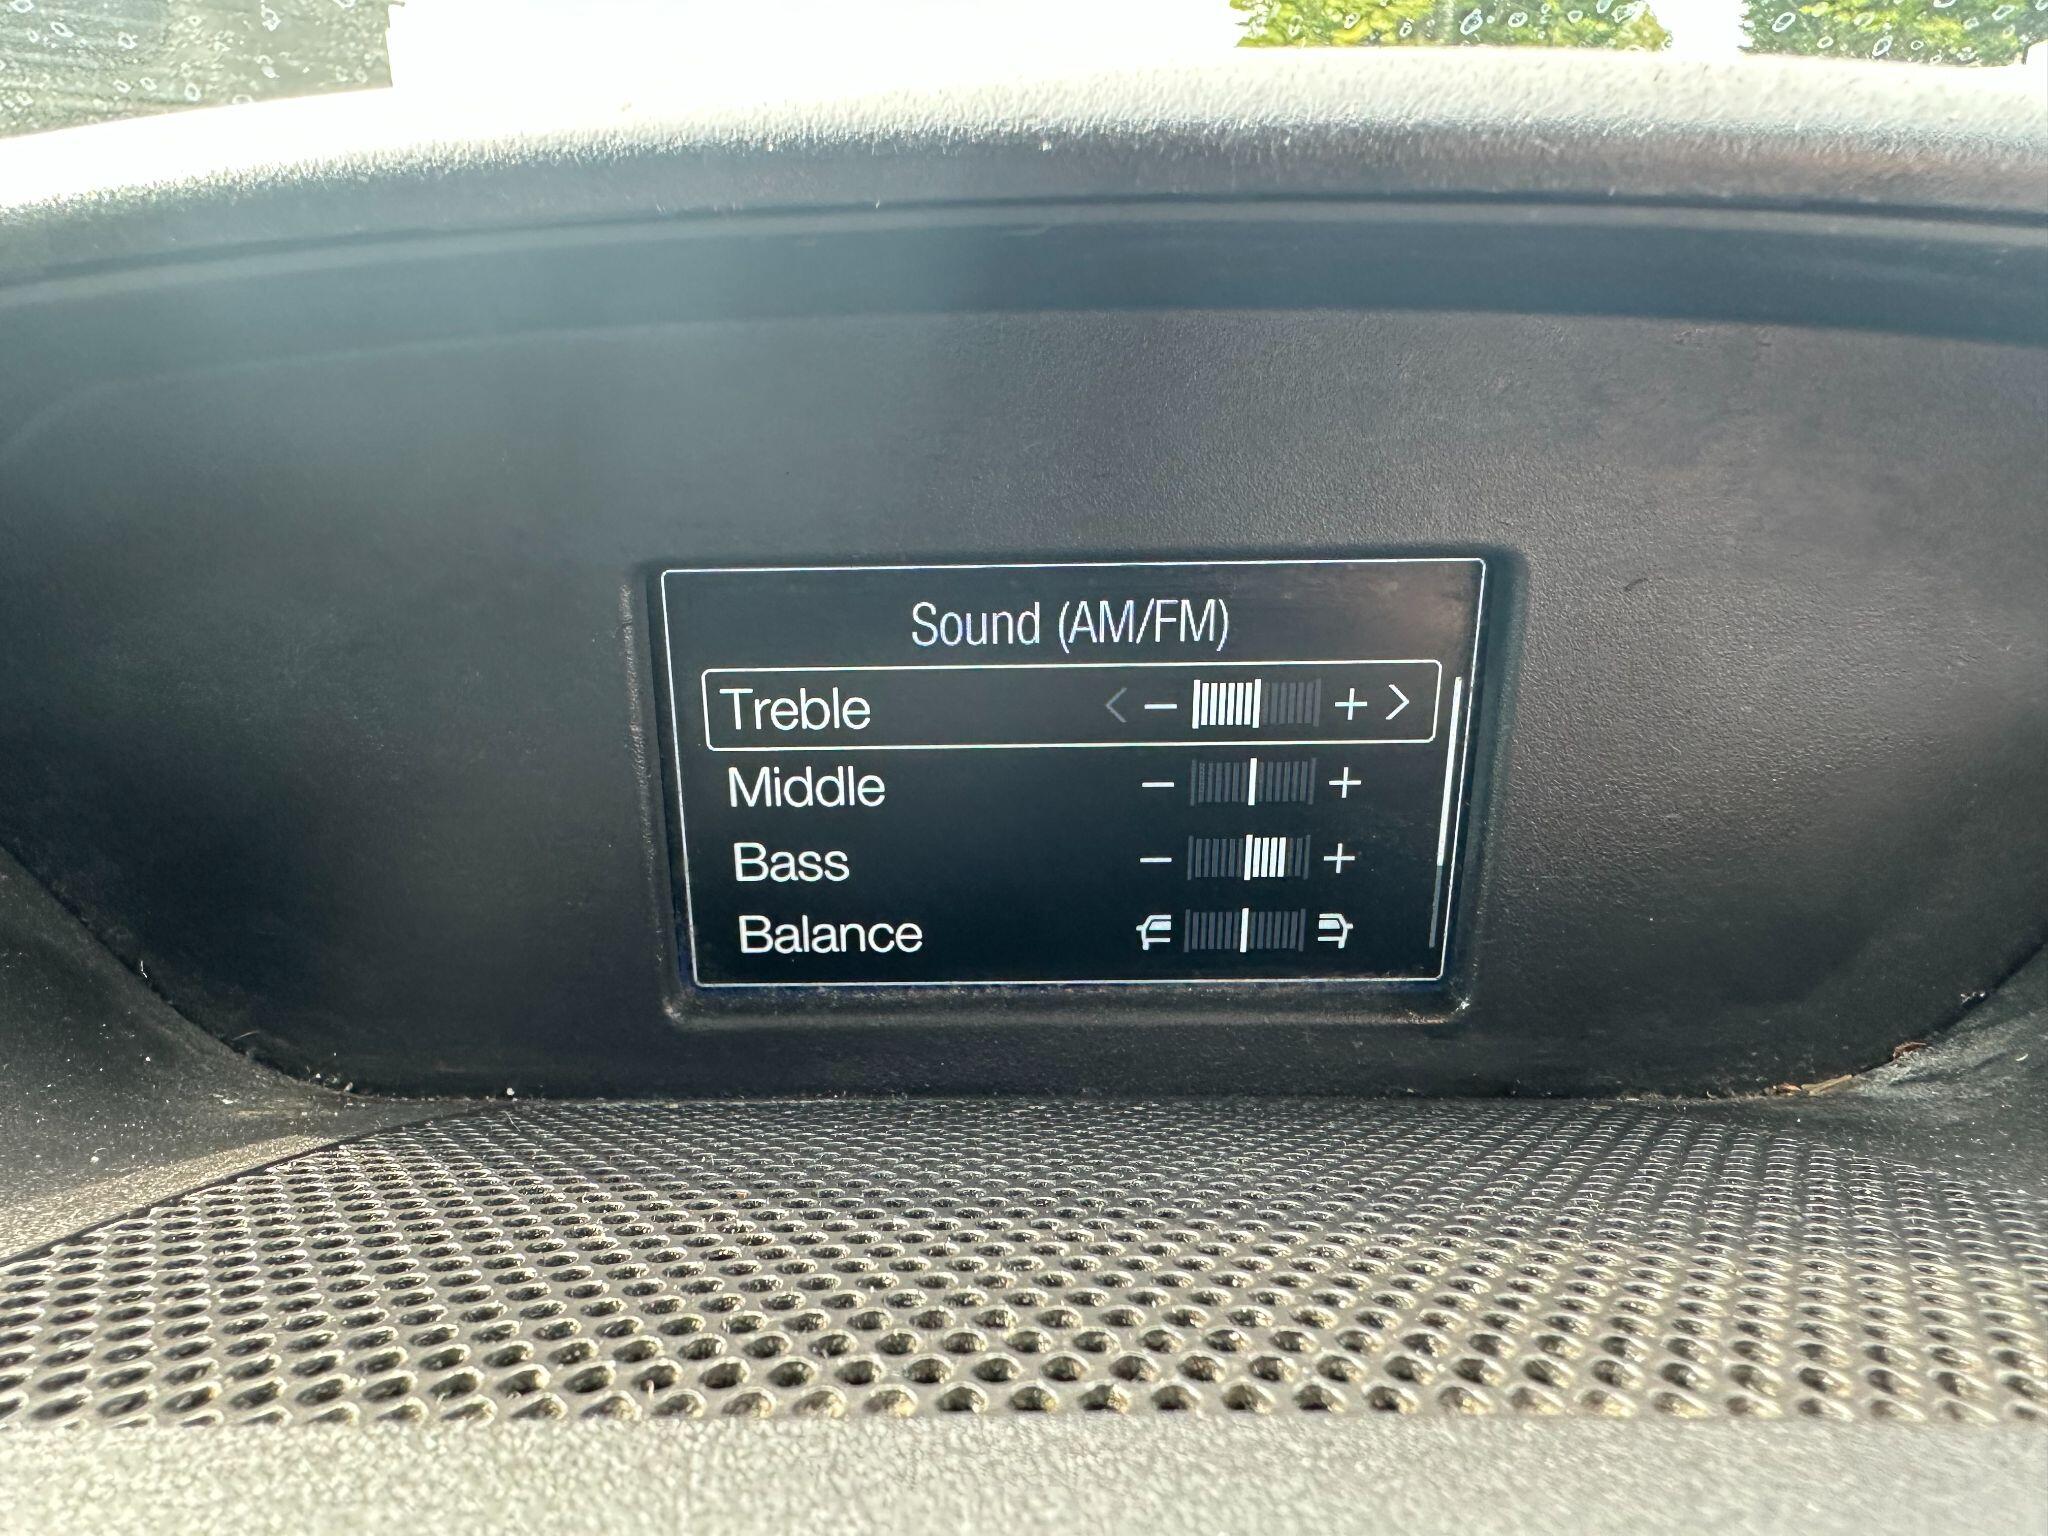 Sound (AM/FM)
Treble < − + >
Middle − +
Bass − +
Balance